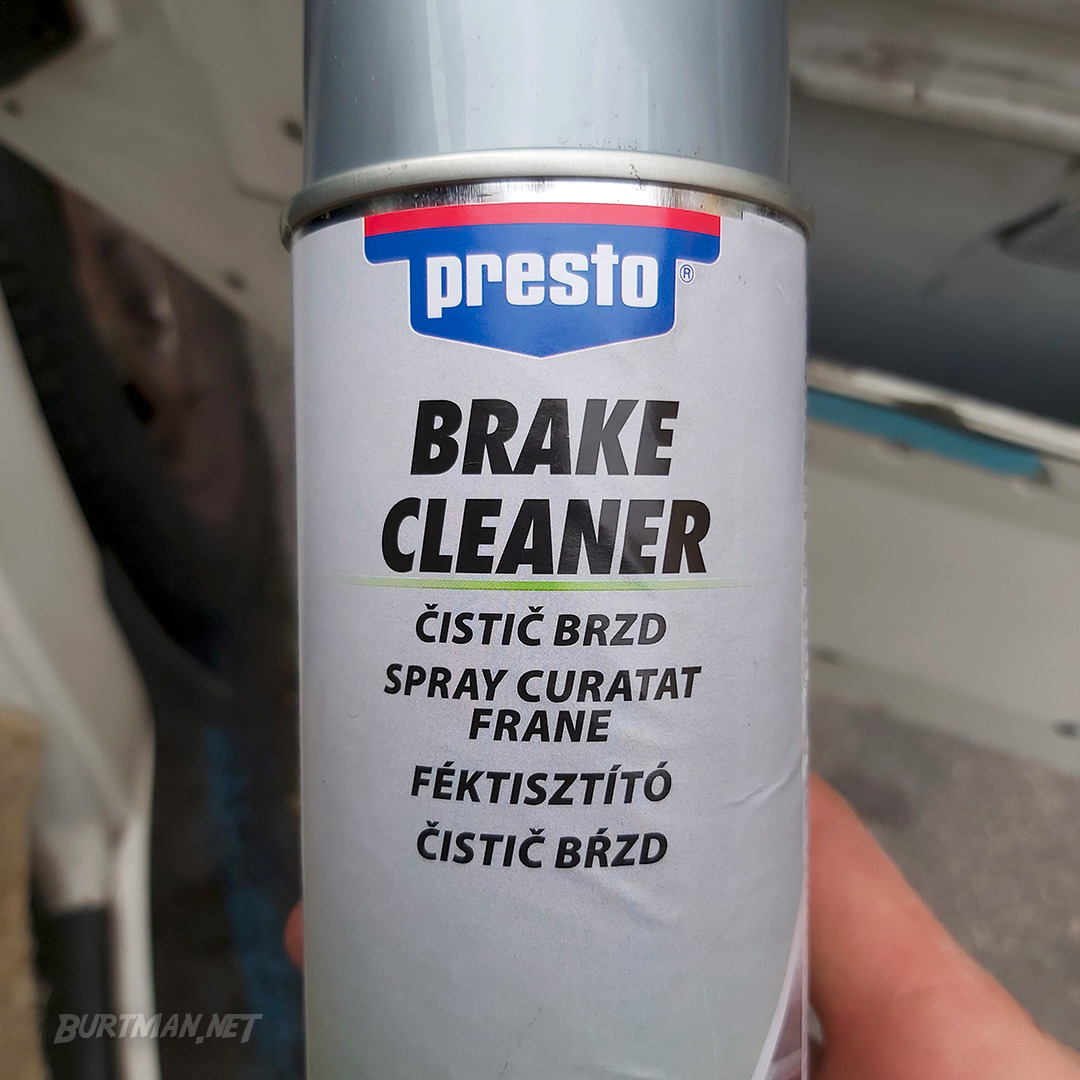 presto®
BRAKE
CLEANER
ČISTIČ BRZD
SPRAY CURATAT
FRANE
FÉKTISZTÍTÓ
ČISTIČ BŔZD
BURTMAN.NET